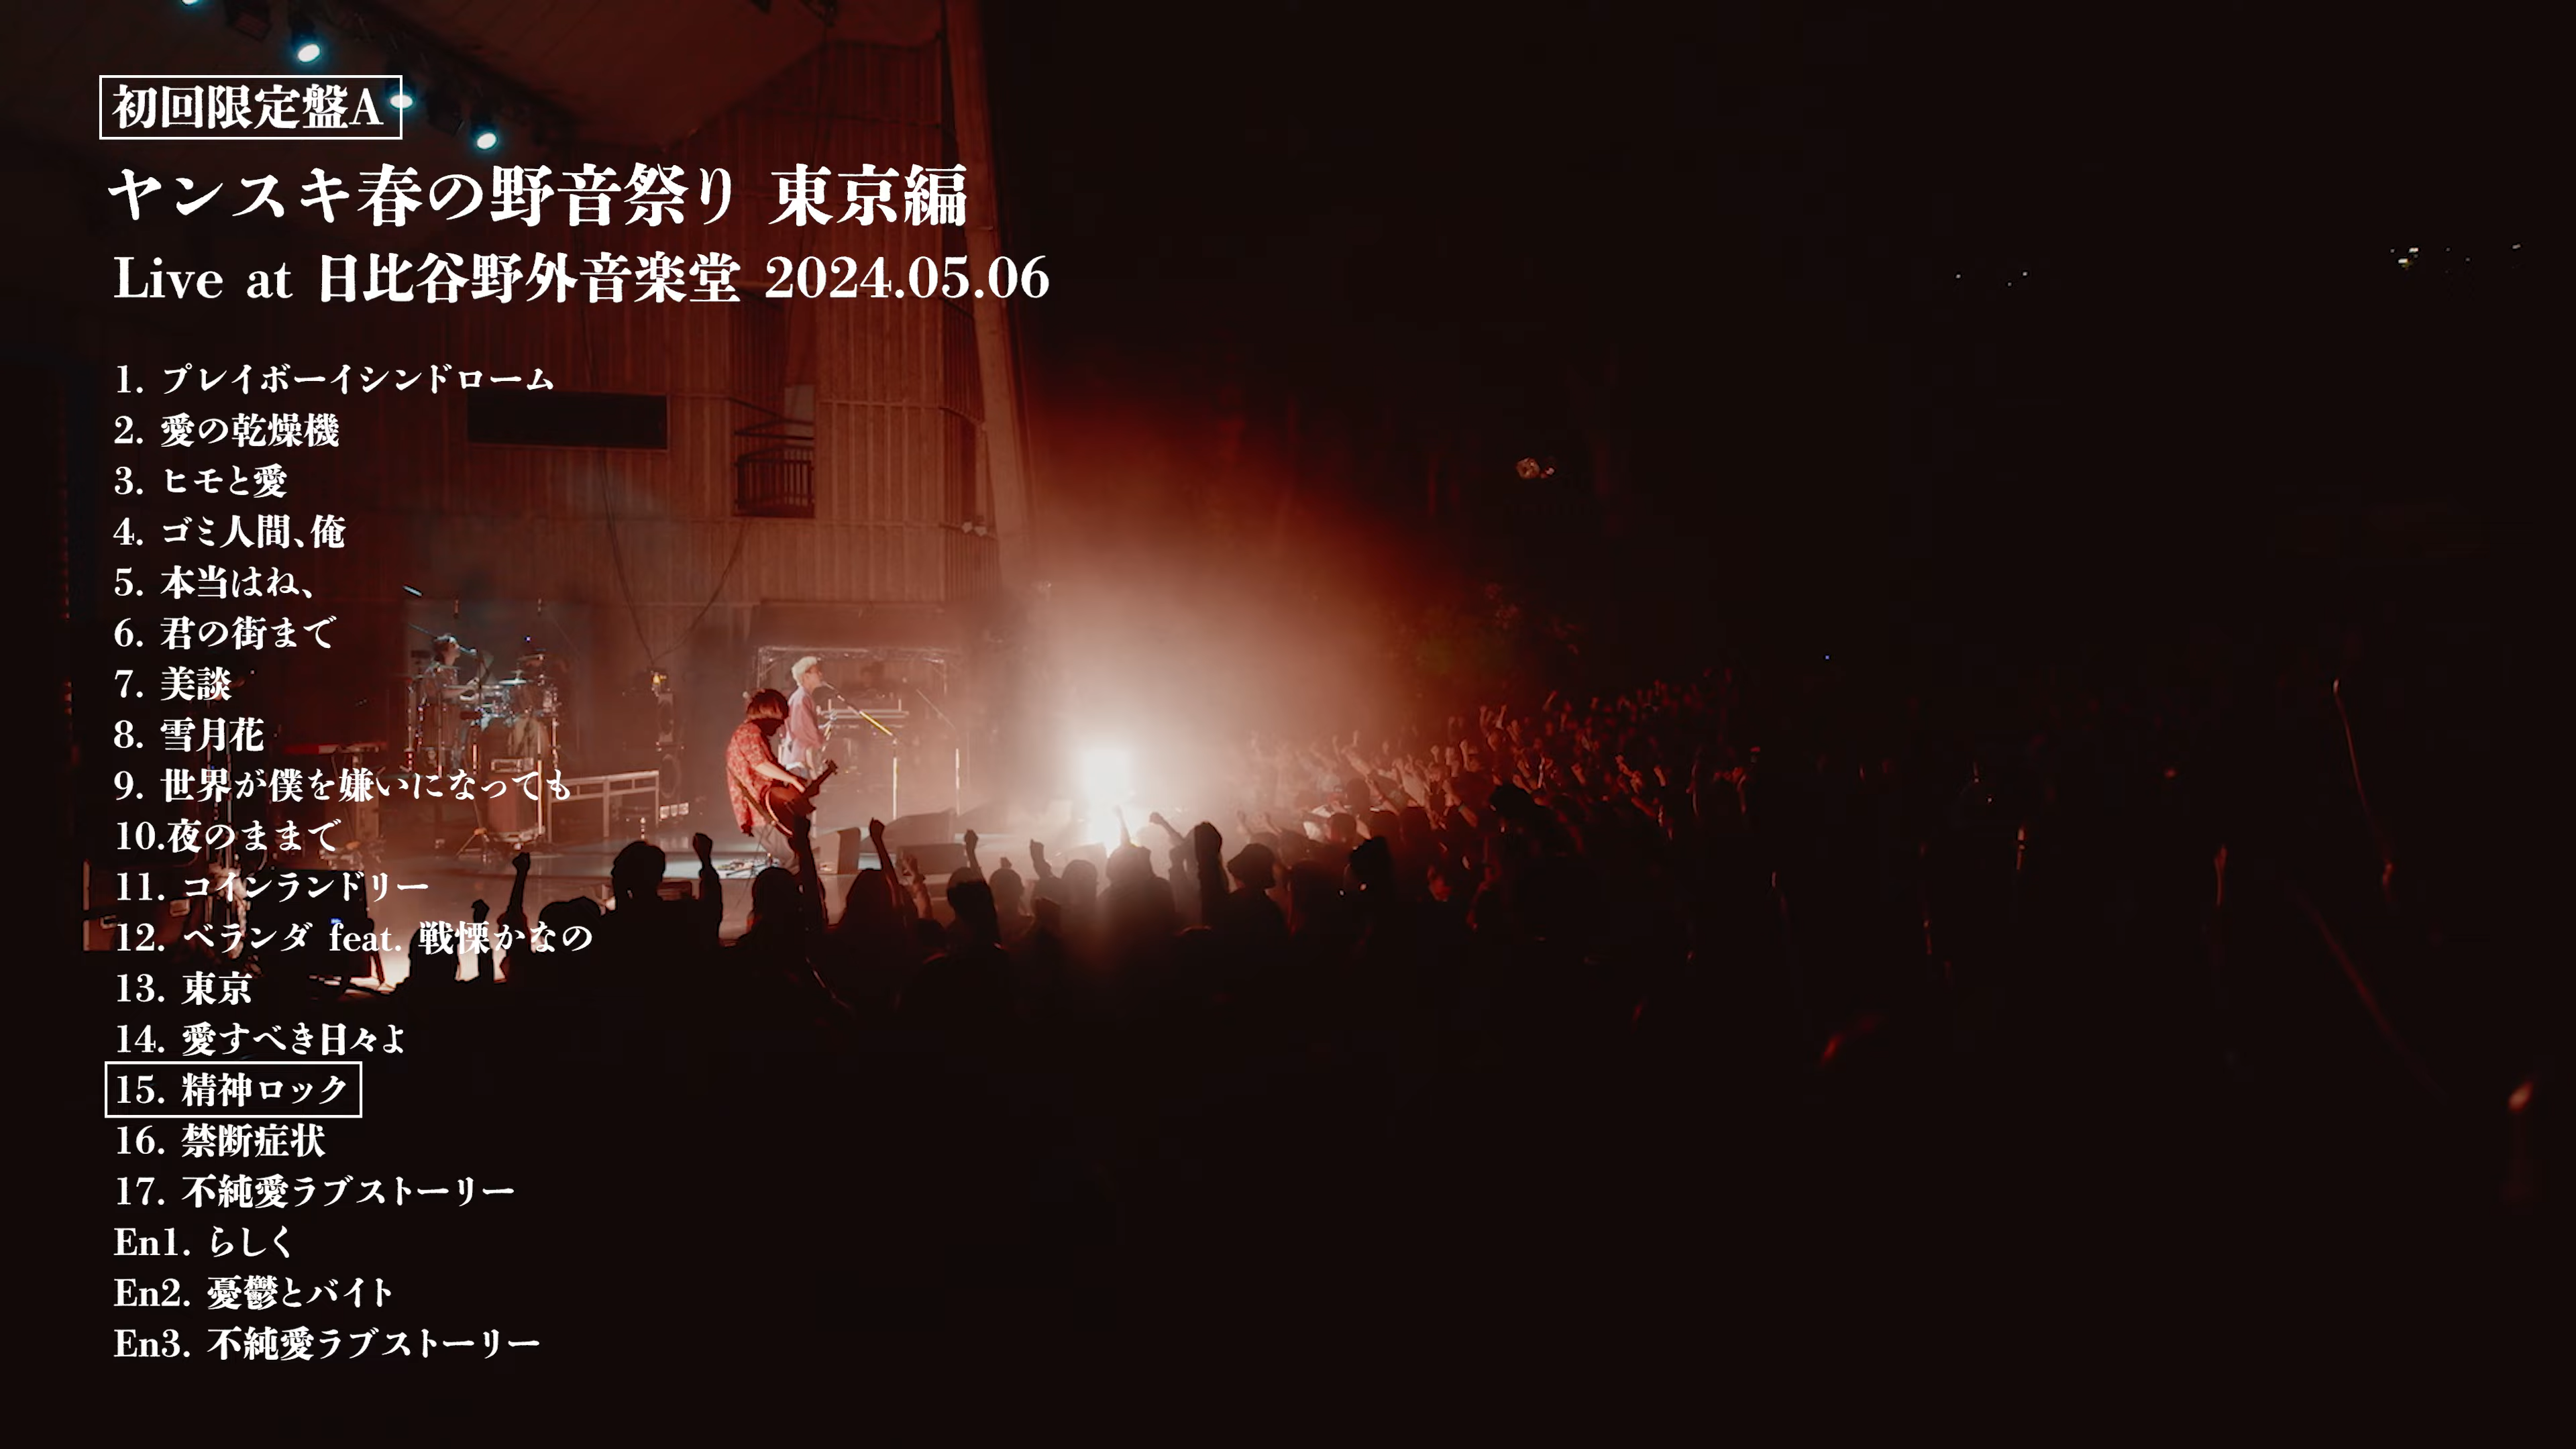 初回限定盤A
ヤンスキ春の野音祭り 東京編
Live at 日比谷野外音楽堂 2024.05.06
1. プレイボーイシンドローム
2. 愛の乾燥機
3. ヒモと愛
4. ゴミ人間、俺
5. 本当はね、
6. 君の街まで
7. 美談
8. 雪月花
9. 世界が僕を嫌いになっても
10.夜のままで
11. コインランドリー
12. ベランダ feat. 戦慄かなの
13. 東京
14. 愛すべき日々よ
15. 精神ロック
16. 禁断症状
17. 不純愛ラブストーリー
En1. らしく
En2. 憂鬱とバイト
En3. 不純愛ラブストーリー